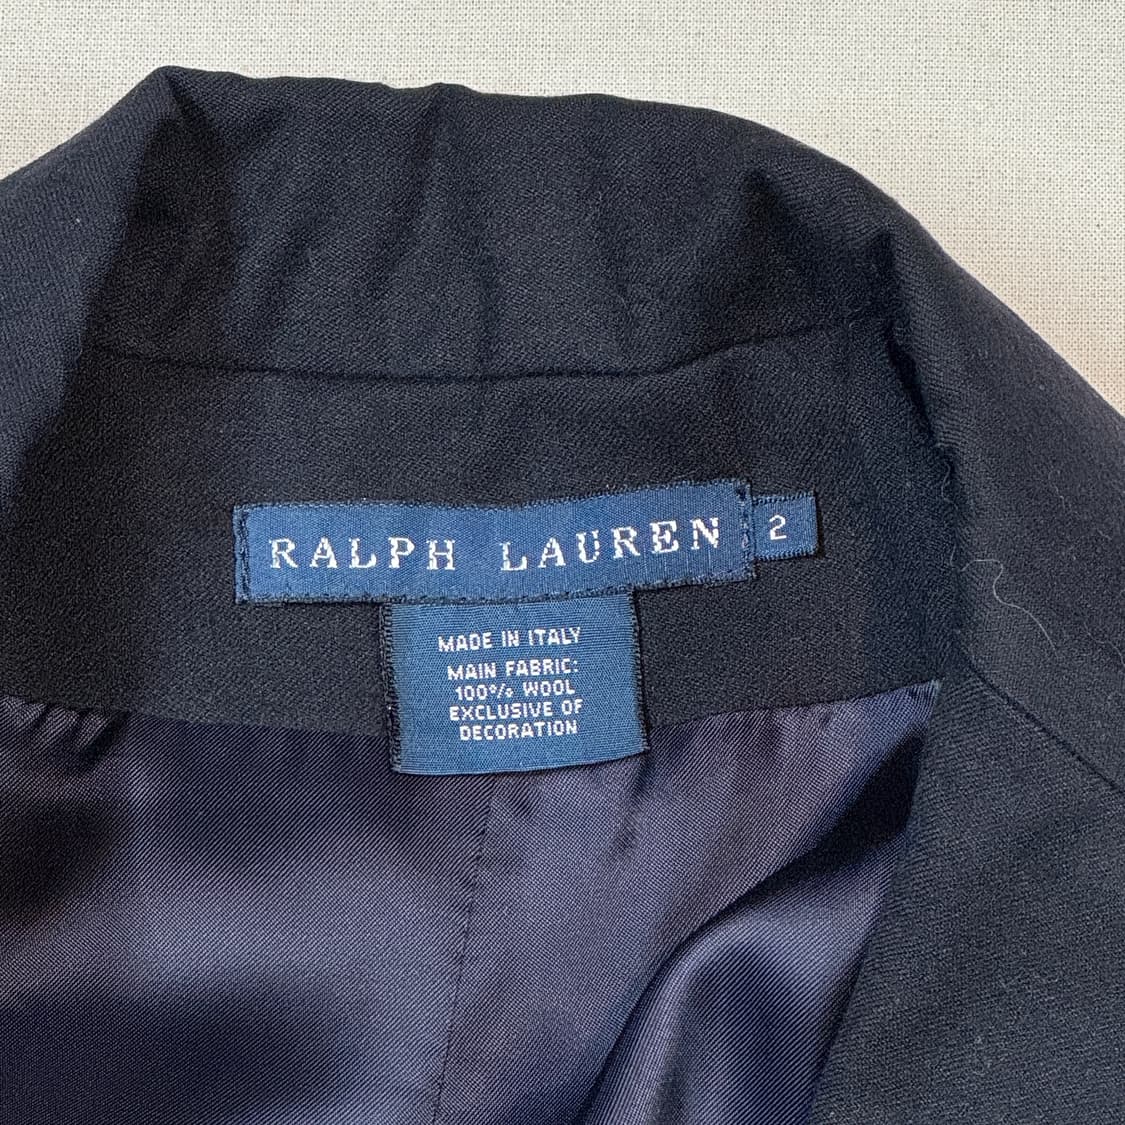 RALPH LAUREN
2
MADE IN ITALY
MAIN FABRIC:
100% WOOL
EXCLUSIVE OF
DECORATION